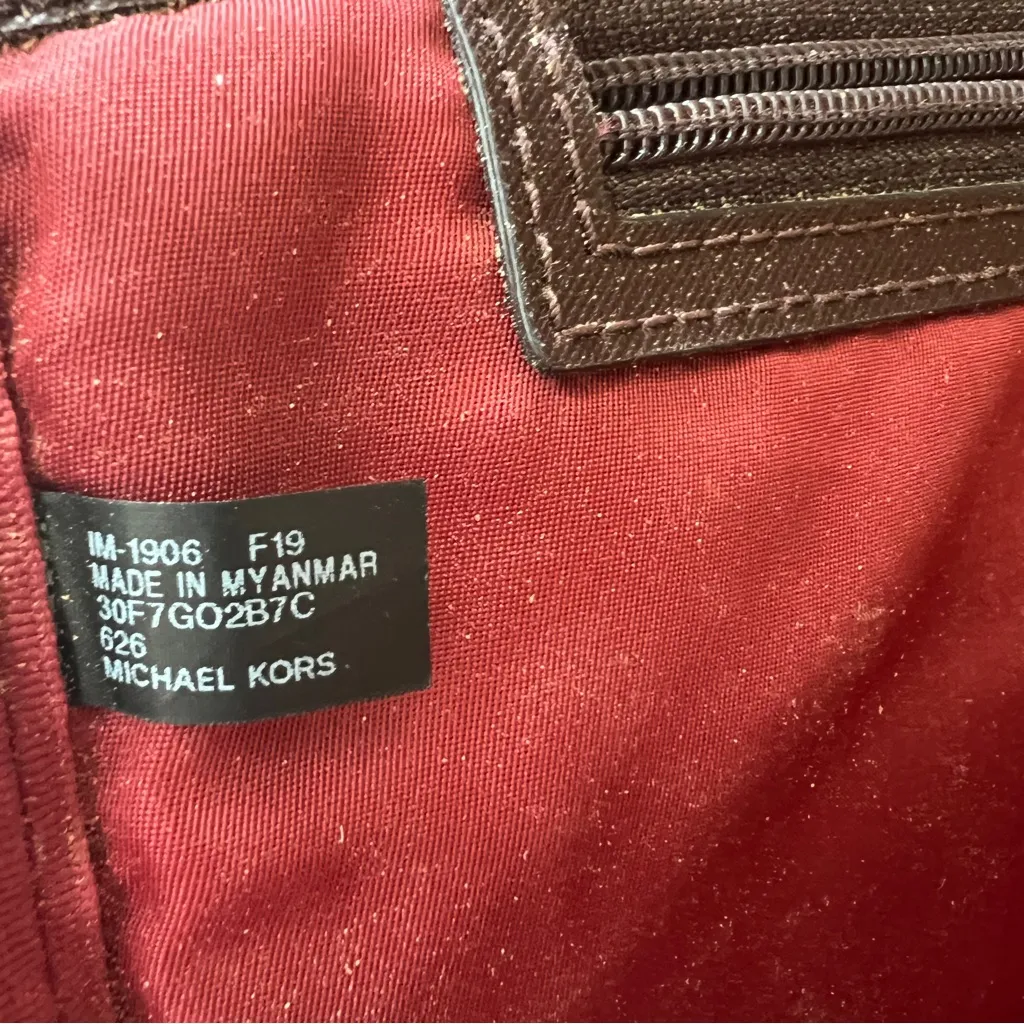 IM-1906 F19
MADE IN MYANMAR
30F7GO2B7C
626
MICHAEL KORS